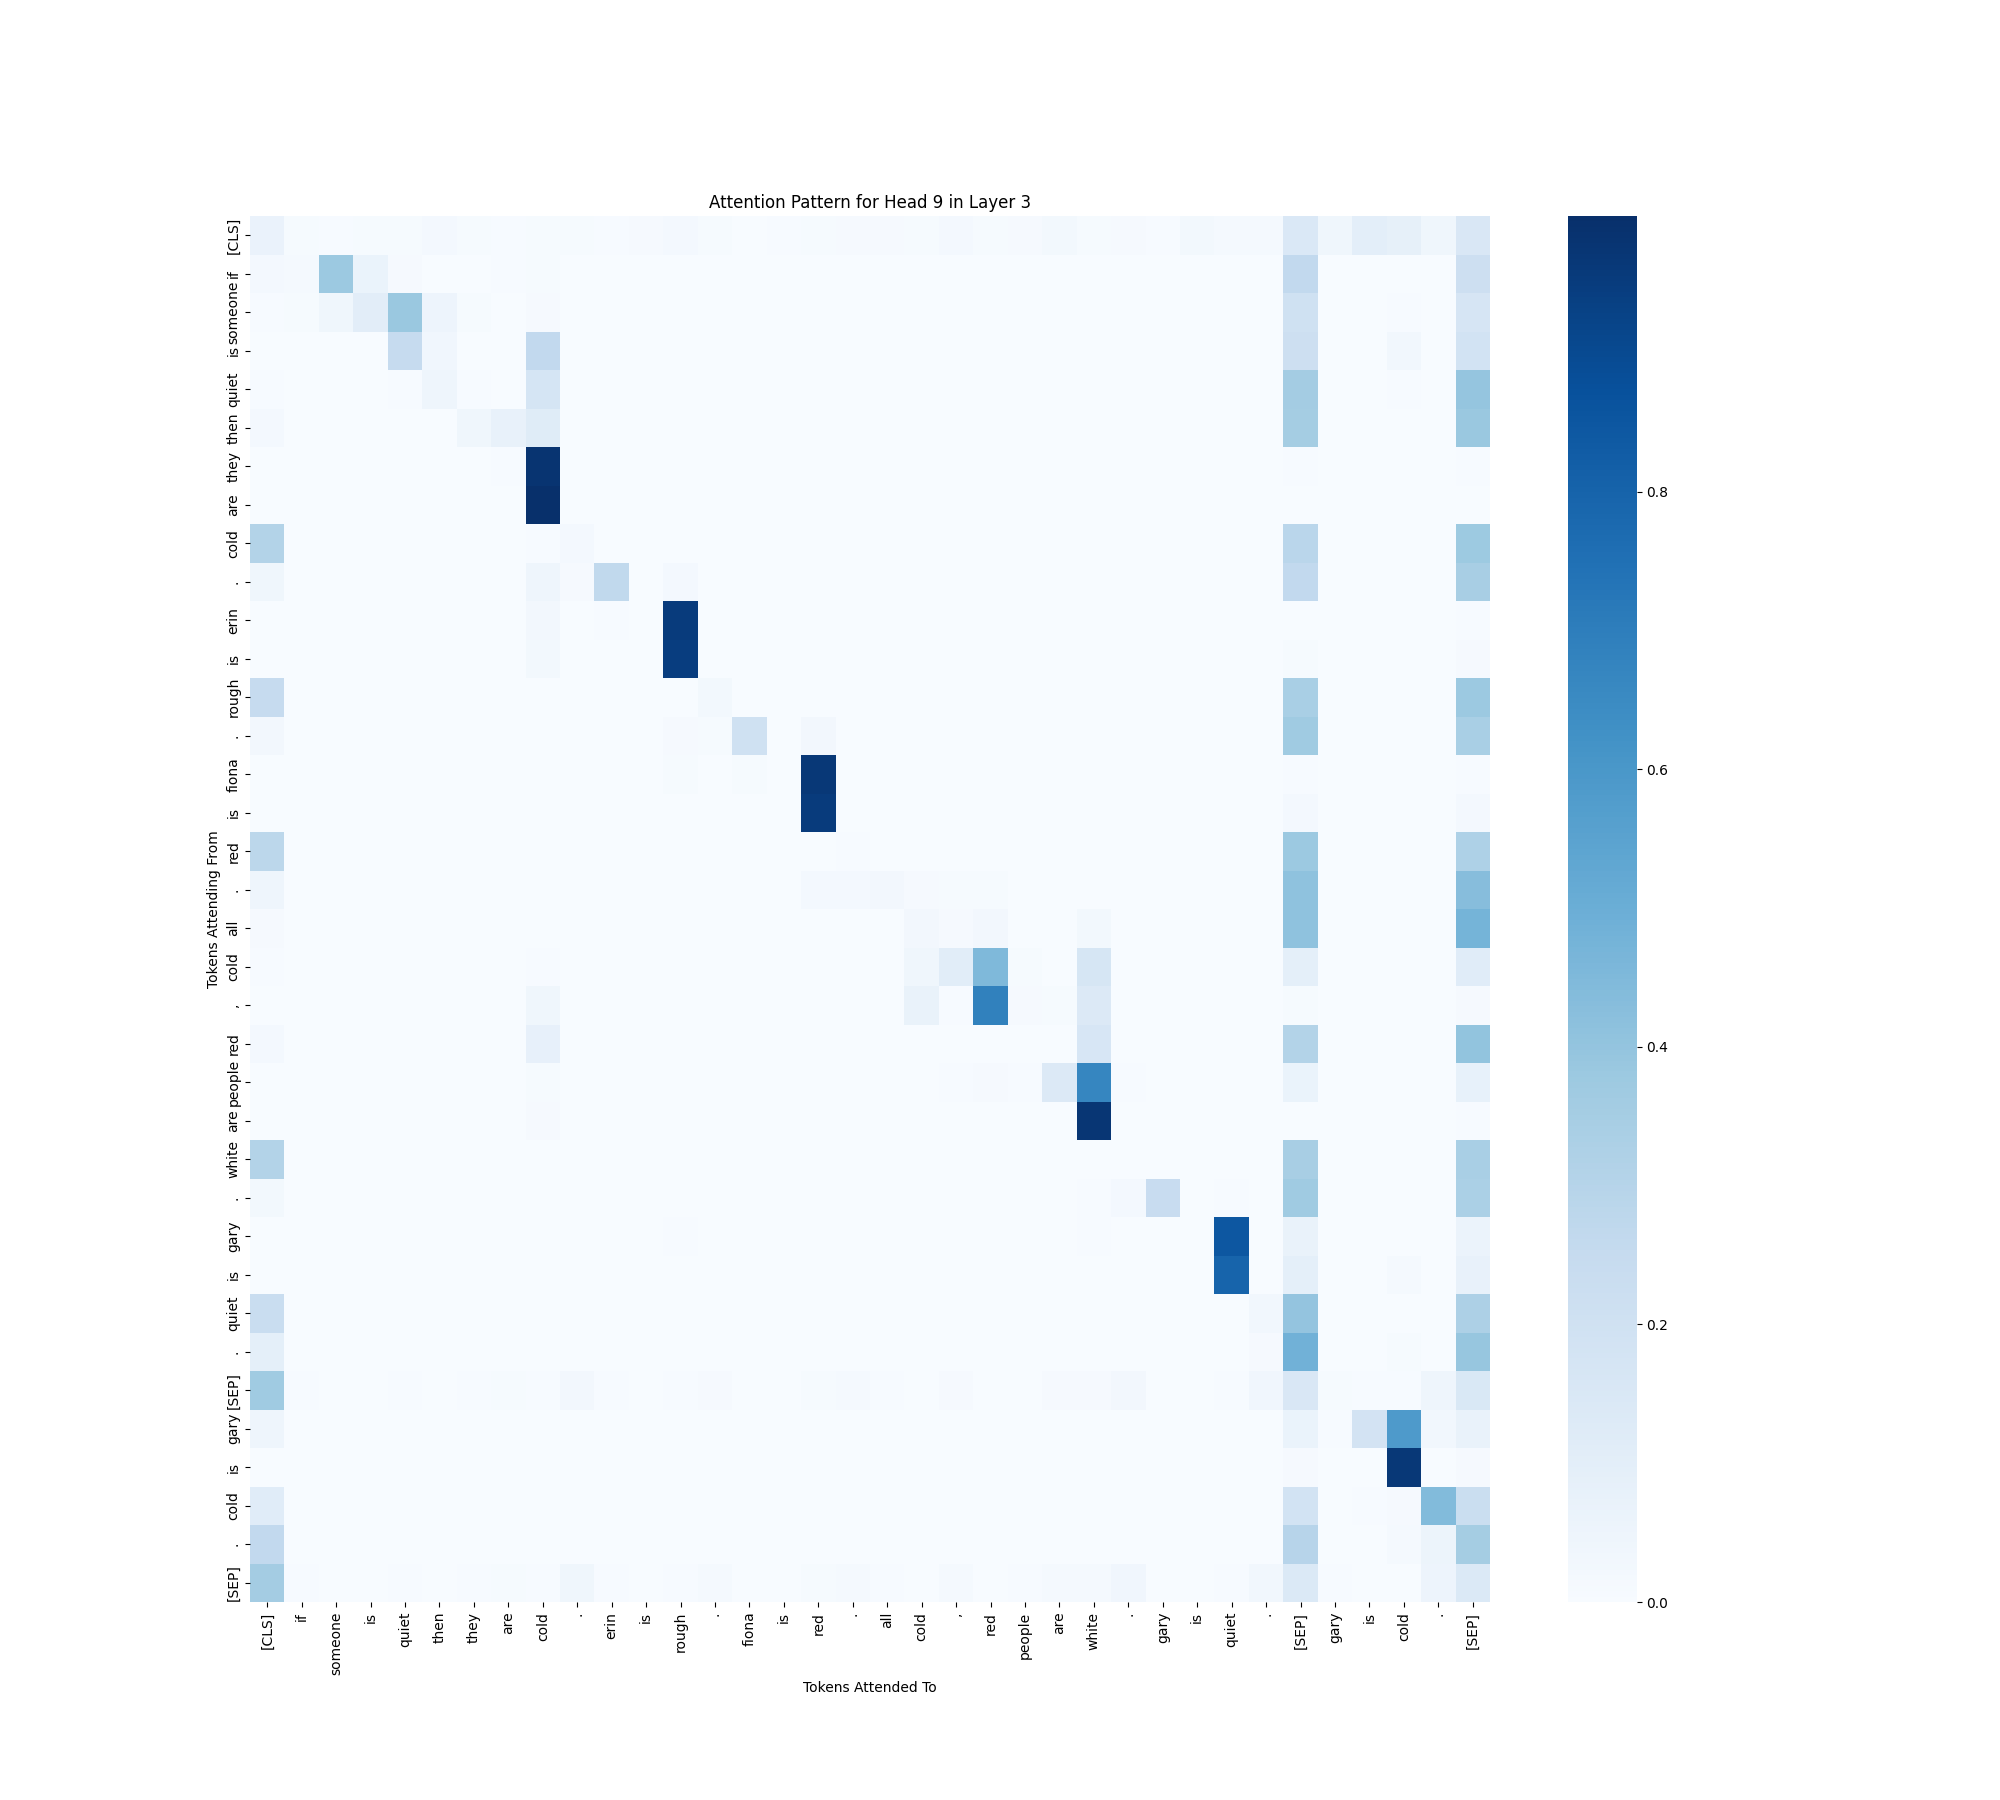 Attention Pattern for Head 9 in Layer 3
Tokens Attending From
[CLS]
if
someone
is
quiet
then
they
are
cold
.
erin
is
rough
.
fiona
is
red
.
all
cold
,
red
people
are
white
.
gary
is
quiet
.
[SEP]
gary
is
cold
.
[SEP]
[CLS] if someone is quiet then they are cold . erin is rough . fiona is red . all cold , red people are white . gary is quiet . [SEP] gary is cold . [SEP]
Tokens Attended To
0.8
0.6
0.4
0.2
0.0